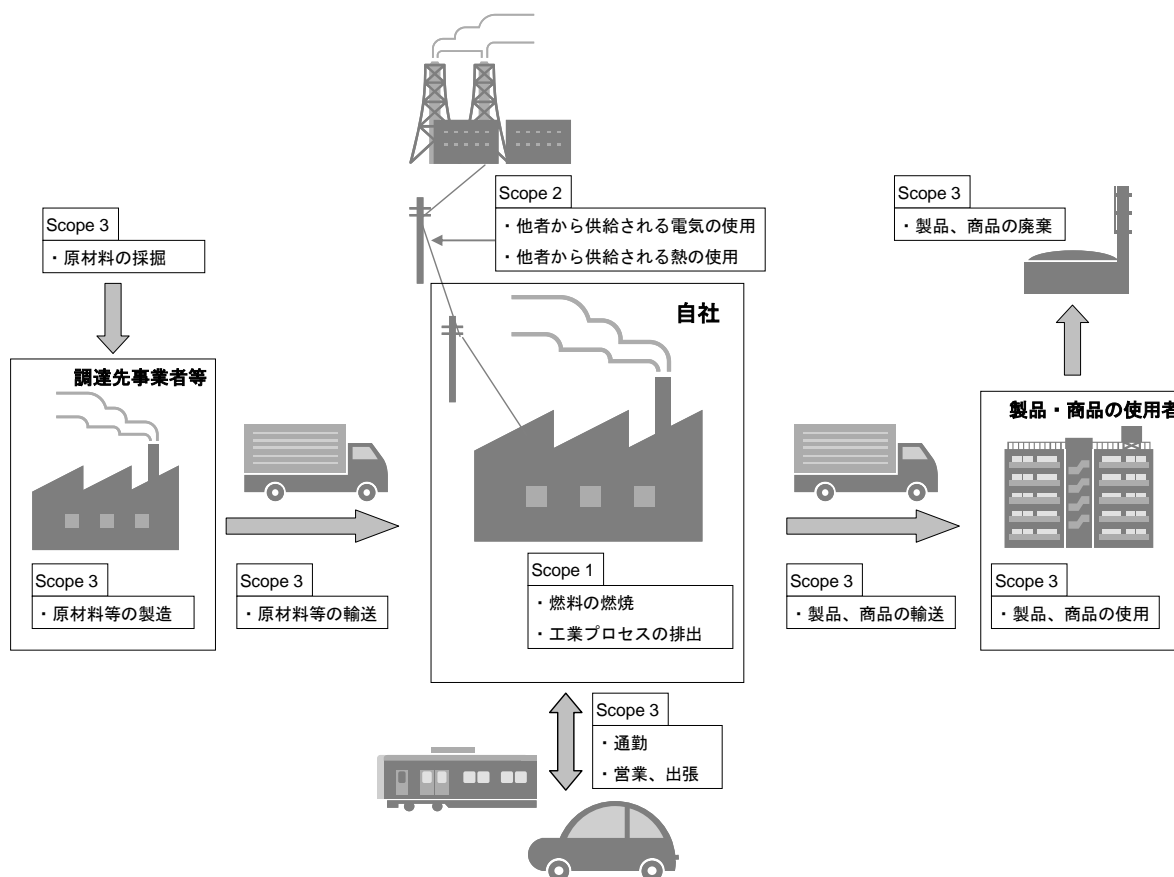 Scope 2
・他者から供給される電気の使用
・他者から供給される熱の使用
Scope 3
・原材料の採掘
Scope 3
・製品、商品の廃棄
調達先事業者等
Scope 3
・原材料等の製造
Scope 3
・原材料等の輸送
自社
Scope 1
・燃料の燃焼
・工業プロセスの排出
Scope 3
・製品、商品の輸送
製品・商品の使用者
Scope 3
・製品、商品の使用
Scope 3
・通勤
・営業、出張